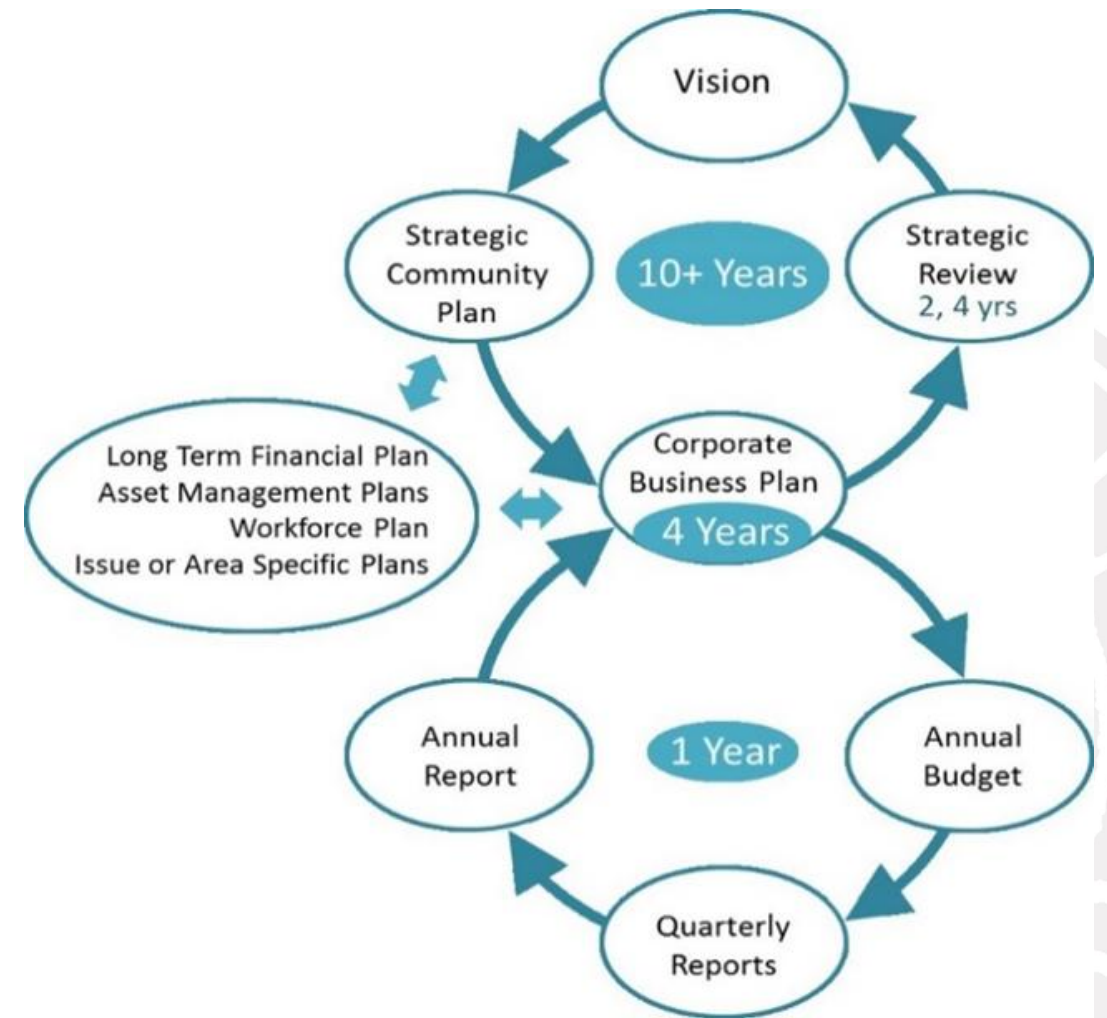 Vision
Strategic
Community
Plan
10+ Years
Strategic
Review
2, 4 yrs
Long Term Financial Plan
Asset Management Plans
Workforce Plan
Issue or Area Specific Plans
Corporate
Business Plan
4 Years
Annual
Report
1 Year
Annual
Budget
Quarterly
Reports